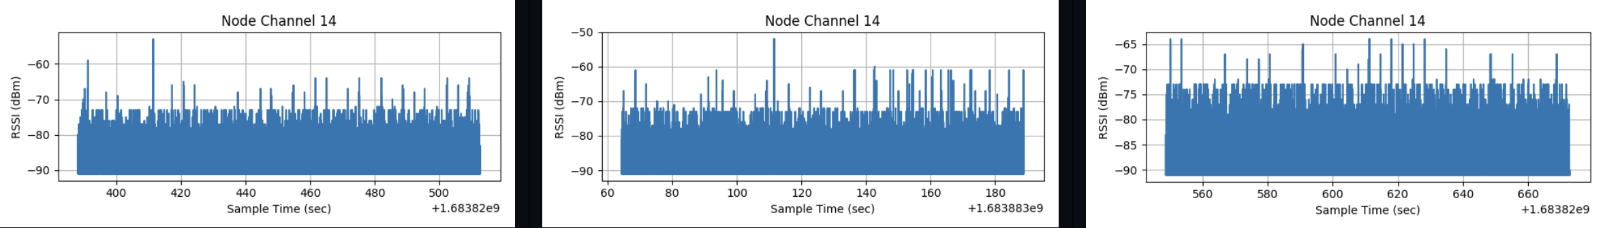 Node Channel 14
RSSI (dBm)
−60
−70
−80
−90
400 420 440 460 480 500
Sample Time (sec)
+1.68382e9
Node Channel 14
RSSI (dBm)
−50
−60
−70
−80
−90
60 80 100 120 140 160 180
Sample Time (sec)
+1.683883e9
Node Channel 14
RSSI (dBm)
−65
−70
−75
−80
−85
−90
560 580 600 620 640 660
Sample Time (sec)
+1.68382e9